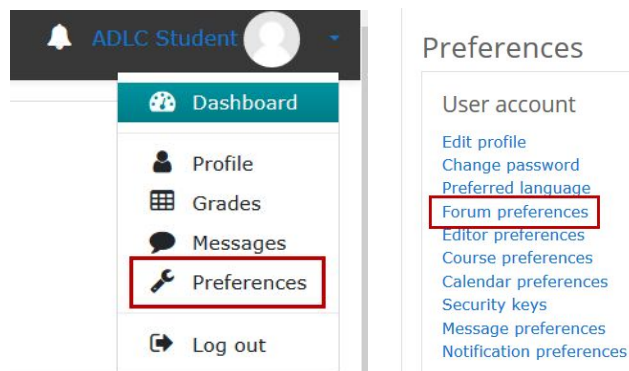 ADLC Student
Dashboard
Profile
Grades
Messages
Preferences
Log out
Preferences
User account
Edit profile
Change password
Preferred language
Forum preferences
Editor preferences
Course preferences
Calendar preferences
Security keys
Message preferences
Notification preferences